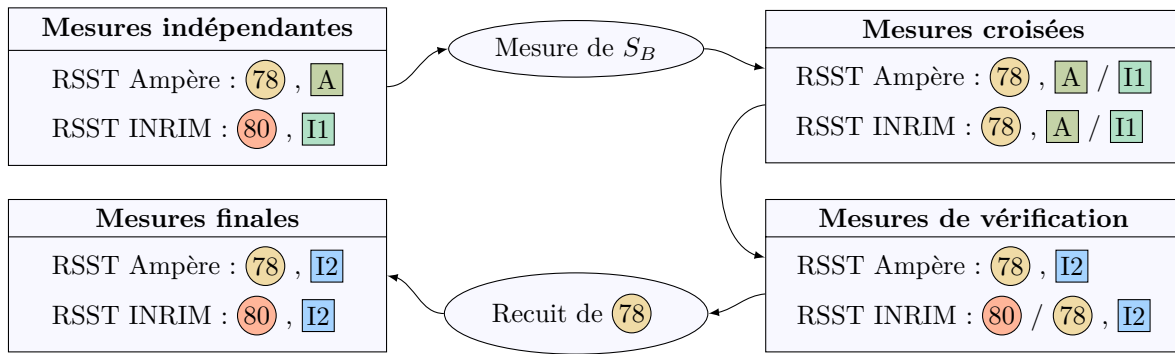 Mesures indépendantes
RSST Ampère : 78 , A
RSST INRIM : 80 , I1
Mesure de S_B
Mesures croisées
RSST Ampère : 78 , A / I1
RSST INRIM : 78 , A / I1
Mesures de vérification
RSST Ampère : 78 , I2
RSST INRIM : 80 / 78 , I2
Recuit de 78
Mesures finales
RSST Ampère : 78 , I2
RSST INRIM : 80 , I2